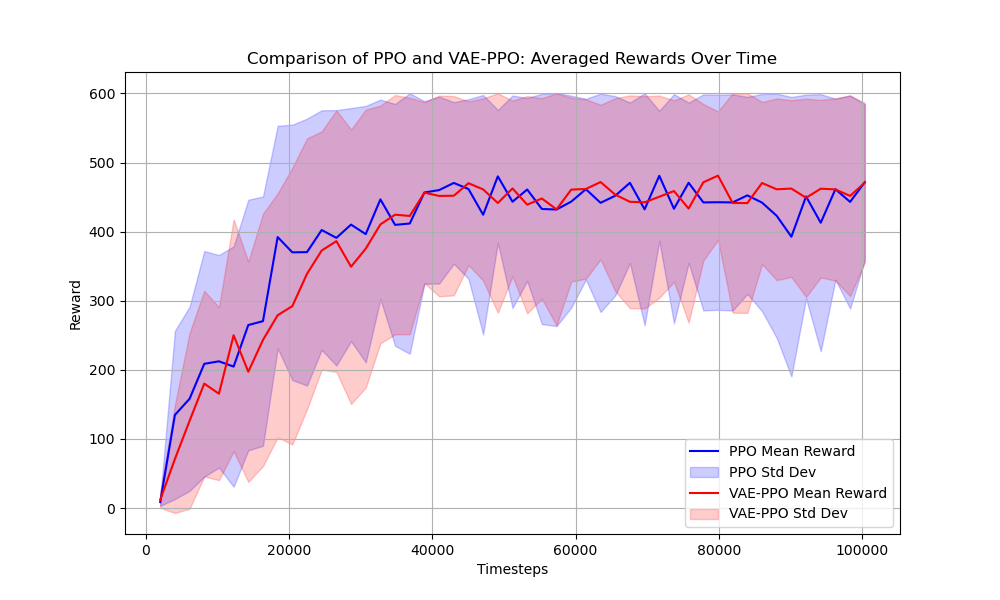 Comparison of PPO and VAE-PPO: Averaged Rewards Over Time
600
500
400
300
200
100
0
Reward
PPO Mean Reward
PPO Std Dev
VAE-PPO Mean Reward
VAE-PPO Std Dev
0 20000 40000 60000 80000 100000
Timesteps